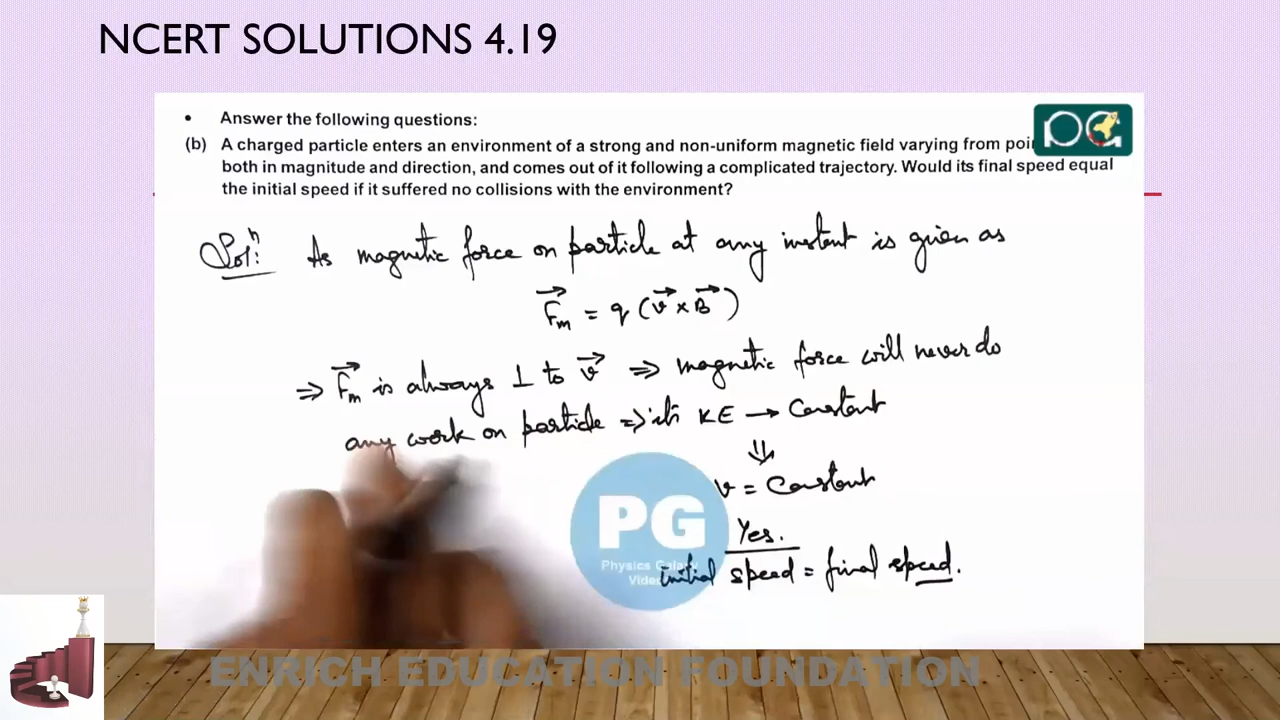 NCERT SOLUTIONS 4.19
• Answer the following questions:
(b) A charged particle enters an environment of a strong and non-uniform magnetic field varying from poi
both in magnitude and direction, and comes out of it following a complicated trajectory. Would its final speed equal
the initial speed if it suffered no collisions with the environment?
Solⁿ: As magnetic force on particle at any instant is given as
F⃗m = q (v⃗ × B⃗)
⇒ F⃗m is always ⊥ to v⃗ ⇒ magnetic force will never do
any work on particle ⇒ its KE → Constant
⇓
v = Constant
PG
Yes.
Physics Galaxy
initial speed = final speed.
Video
ENRICH EDUCATION FOUNDATION